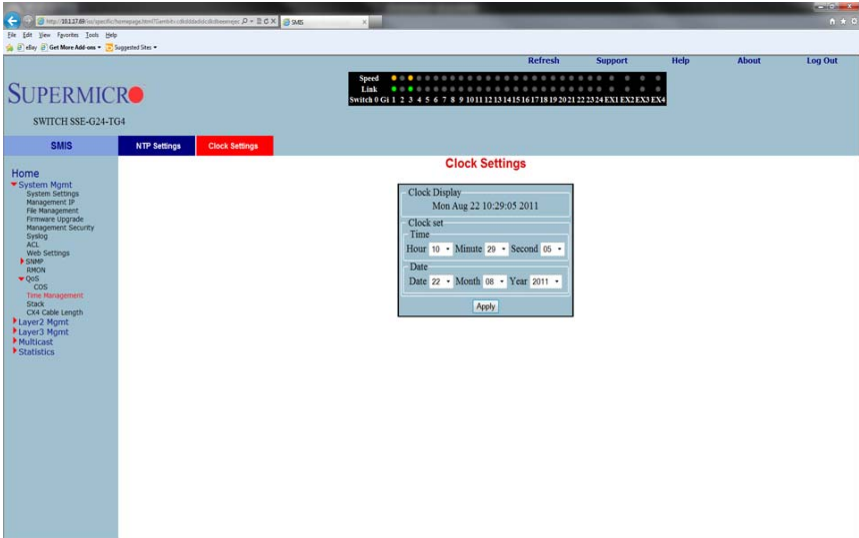 SMIS
File Edit View Favorites Tools Help
eBay Get More Add-ons Suggested Sites
Refresh Support Help About Log Out
SUPERMICRO
SWITCH SSE-G24-TG4
Speed
Link
Switch 0 Gi 1 2 3 4 5 6 7 8 9 10 11 12 13 14 15 16 17 18 19 20 21 22 23 24 EX1 EX2 EX3 EX4
SMIS
NTP Settings
Clock Settings
Home
System Mgmt
System Settings
Management IP
File Management
Firmware Upgrade
Management Security
Syslog
ACL
Web Settings
SNMP
RMON
QoS
COS
Time Management
Stack
CX4 Cable Length
Layer2 Mgmt
Layer3 Mgmt
Multicast
Statistics
Clock Settings
Clock Display
Mon Aug 22 10:29:05 2011
Clock set
Time
Hour 10 Minute 29 Second 05
Date
Date 22 Month 08 Year 2011
Apply